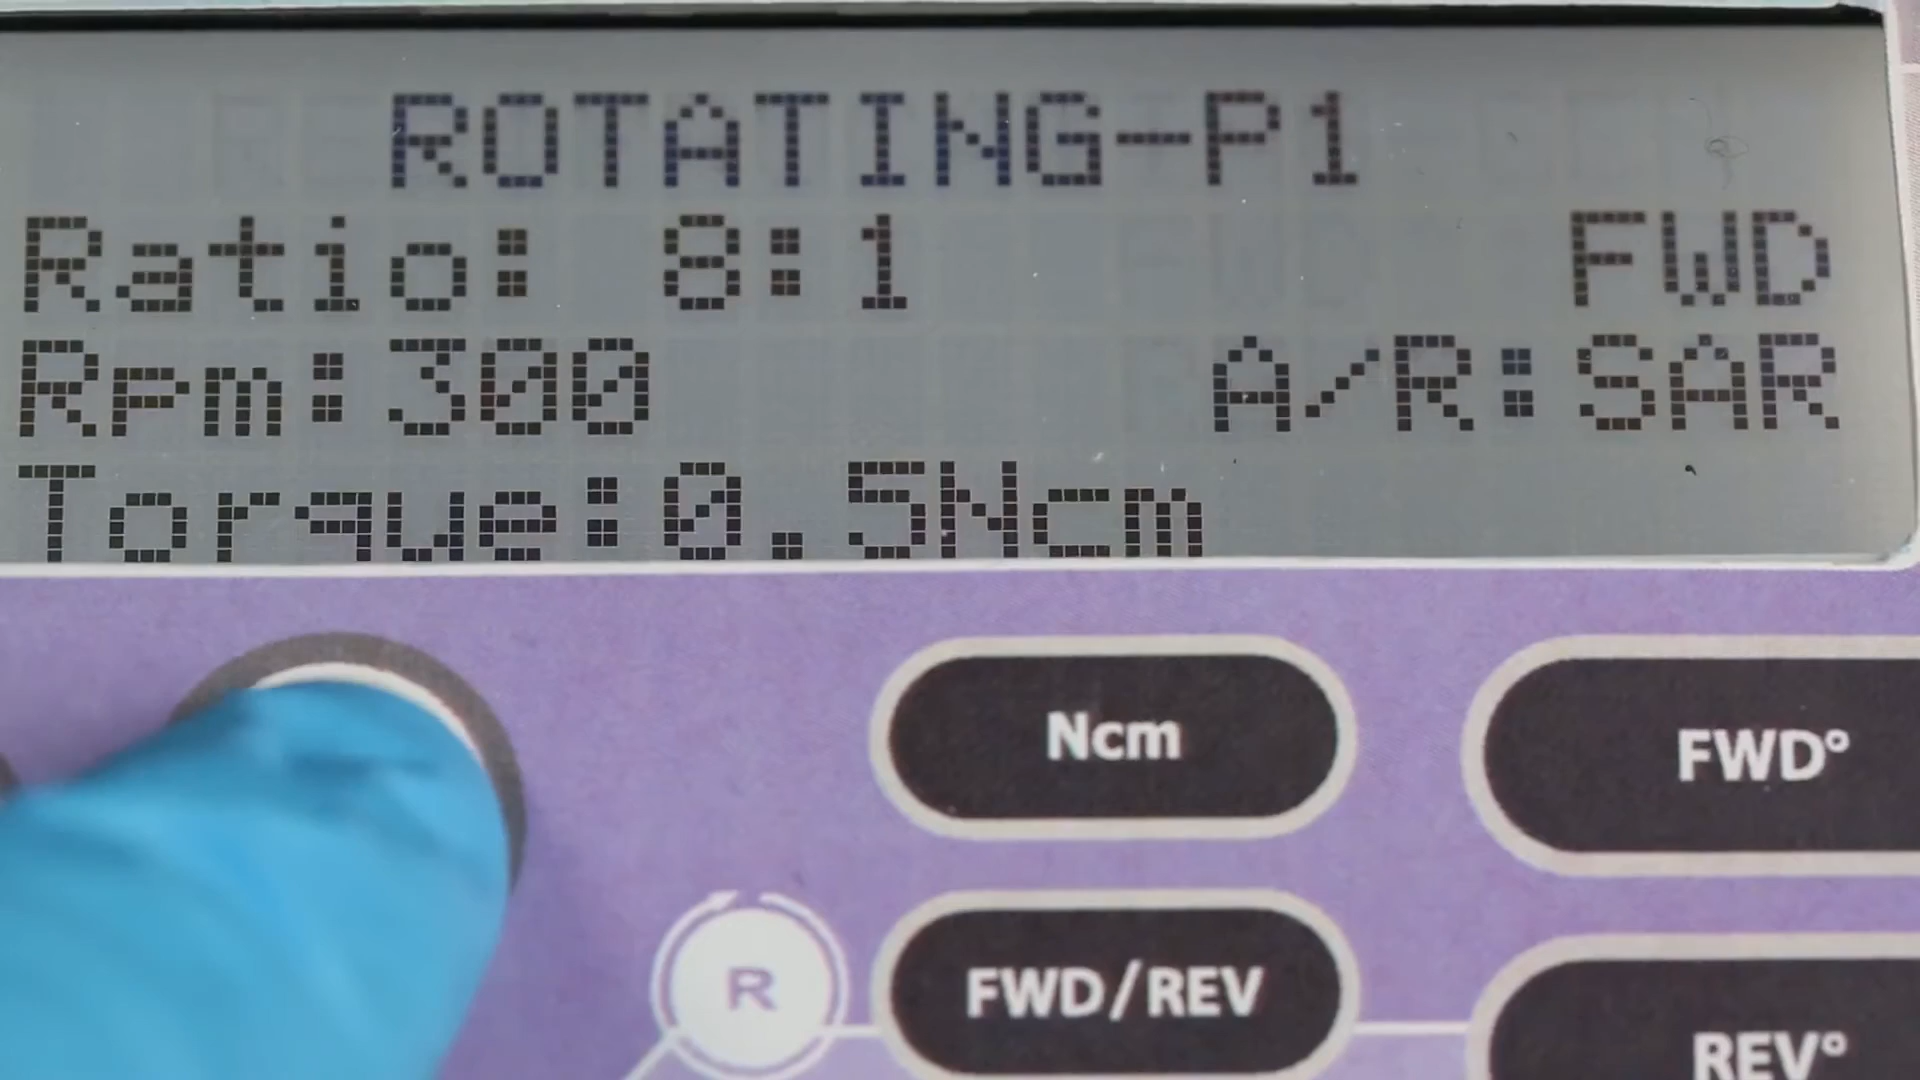 ROTATING-P1
Ratio: 8:1 FWD
Rpm:300 A/R:SAR
Torque:0.5Ncm
Ncm
FWD°
R
FWD/REV
REV°